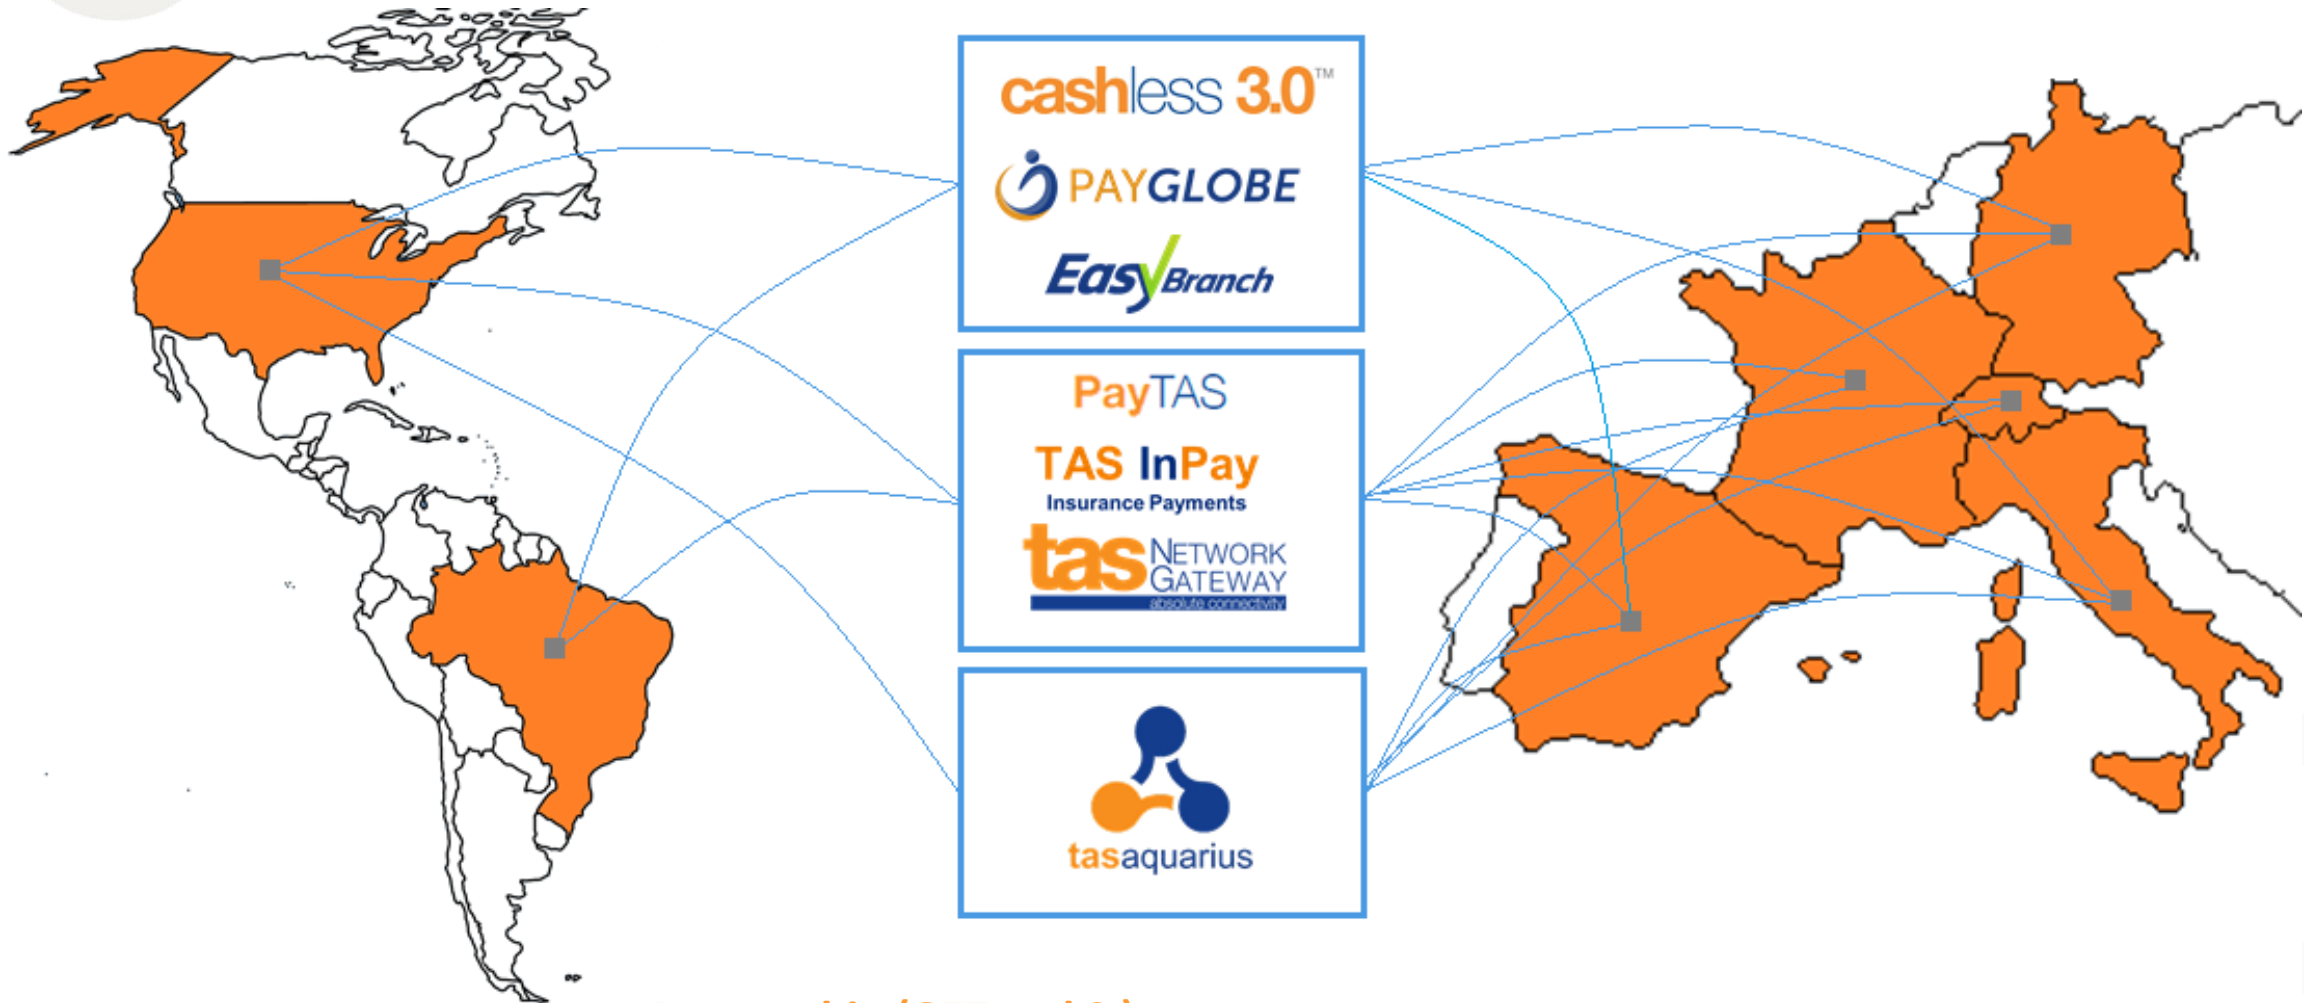 cashless 3.0™
PAYGLOBE
EasyBranch
PayTAS
TAS InPay
Insurance Payments
tas NETWORK
GATEWAY
absolute connectivity
tasaquarius